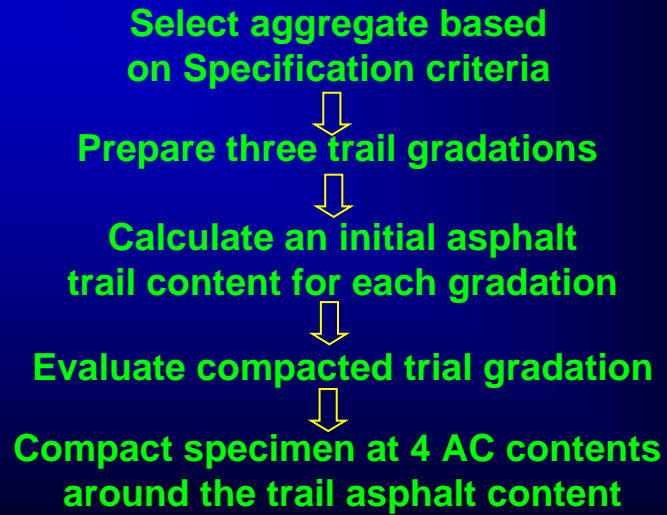 Select aggregate based
on Specification criteria
Prepare three trail gradations
Calculate an initial asphalt
trail content for each gradation
Evaluate compacted trial gradation
Compact specimen at 4 AC contents
around the trail asphalt content